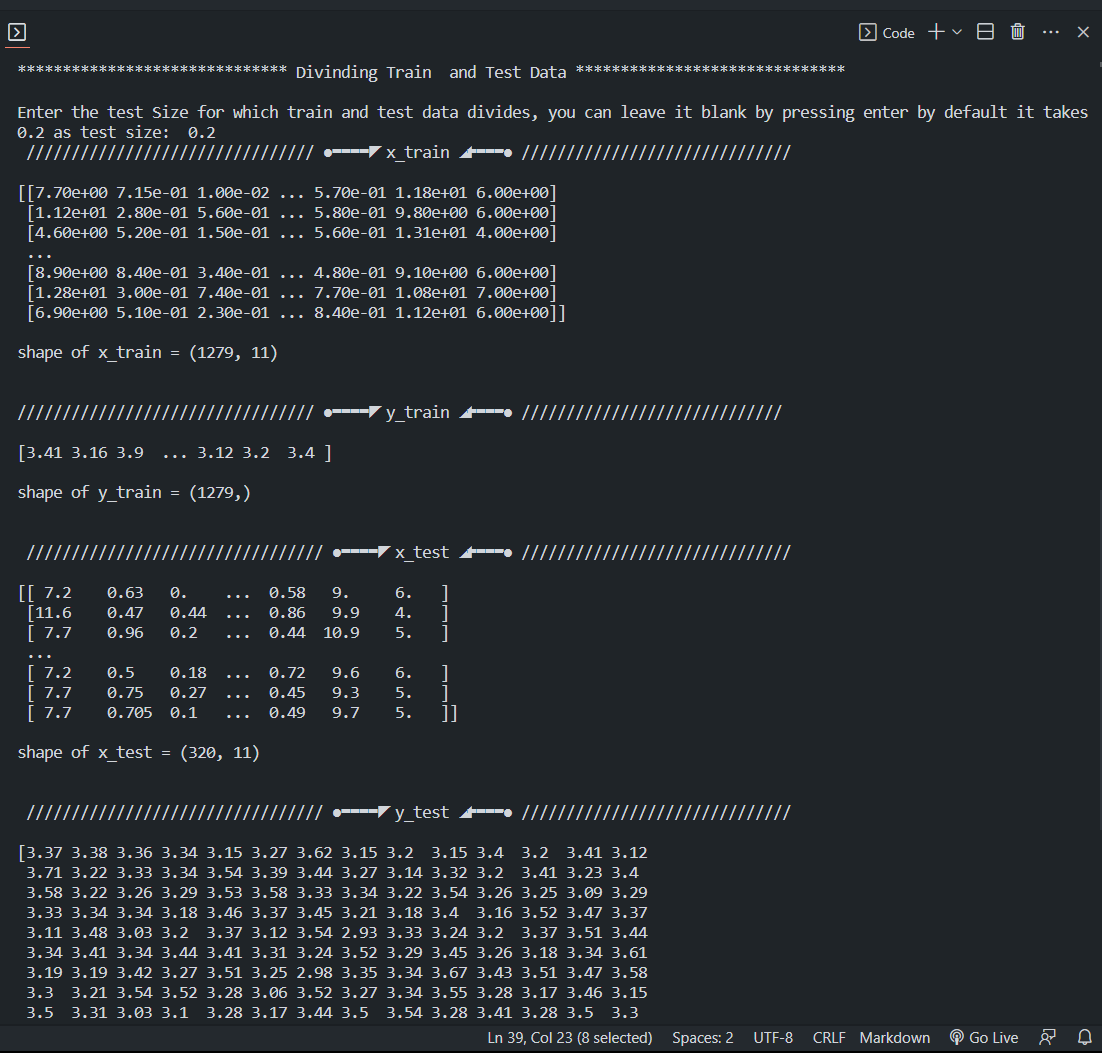 Code
****************************** Divinding Train  and Test Data ******************************
Enter the test Size for which train and test data divides, you can leave it blank by pressing enter by default it takes
0.2 as test size:  0.2
//////////////////////////////// ●━━━━◤ x_train ◢━━━━● //////////////////////////////
[[7.70e+00 7.15e-01 1.00e-02 ... 5.70e-01 1.18e+01 6.00e+00]
[1.12e+01 2.80e-01 5.60e-01 ... 5.80e-01 9.80e+00 6.00e+00]
[4.60e+00 5.20e-01 1.50e-01 ... 5.60e-01 1.31e+01 4.00e+00]
...
[8.90e+00 8.40e-01 3.40e-01 ... 4.80e-01 9.10e+00 6.00e+00]
[1.28e+01 3.00e-01 7.40e-01 ... 7.70e-01 1.08e+01 7.00e+00]
[6.90e+00 5.10e-01 2.30e-01 ... 8.40e-01 1.12e+01 6.00e+00]]
shape of x_train = (1279, 11)
///////////////////////////////// ●━━━━◤ y_train ◢━━━━● /////////////////////////////
[3.41 3.16 3.9  ... 3.12 3.2  3.4 ]
shape of y_train = (1279,)
///////////////////////////////// ●━━━━◤ x_test ◢━━━━● //////////////////////////////
[[ 7.2    0.63   0.    ...  0.58   9.     6.   ]
[11.6    0.47   0.44  ...  0.86   9.9    4.   ]
[ 7.7    0.96   0.2   ...  0.44  10.9    5.   ]
...
[ 7.2    0.5    0.18  ...  0.72   9.6    6.   ]
[ 7.7    0.75   0.27  ...  0.45   9.3    5.   ]
[ 7.7    0.705  0.1   ...  0.49   9.7    5.   ]]
shape of x_test = (320, 11)
///////////////////////////////// ●━━━━◤ y_test ◢━━━━● //////////////////////////////
[3.37 3.38 3.36 3.34 3.15 3.27 3.62 3.15 3.2  3.15 3.4  3.2  3.41 3.12
3.71 3.22 3.33 3.34 3.54 3.39 3.44 3.27 3.14 3.32 3.2  3.41 3.23 3.4
3.58 3.22 3.26 3.29 3.53 3.58 3.33 3.34 3.22 3.54 3.26 3.25 3.09 3.29
3.33 3.34 3.34 3.18 3.46 3.37 3.45 3.21 3.18 3.4  3.16 3.52 3.47 3.37
3.11 3.48 3.03 3.2  3.37 3.12 3.54 2.93 3.33 3.24 3.2  3.37 3.51 3.44
3.34 3.41 3.34 3.44 3.41 3.31 3.24 3.52 3.29 3.45 3.26 3.18 3.34 3.61
3.19 3.19 3.42 3.27 3.51 3.25 2.98 3.35 3.34 3.67 3.43 3.51 3.47 3.58
3.3  3.21 3.54 3.52 3.28 3.06 3.52 3.27 3.34 3.55 3.28 3.17 3.46 3.15
3.5  3.31 3.03 3.1  3.28 3.17 3.44 3.5  3.54 3.28 3.41 3.28 3.5  3.3
Ln 39, Col 23 (8 selected) Spaces: 2 UTF-8 CRLF Markdown Go Live